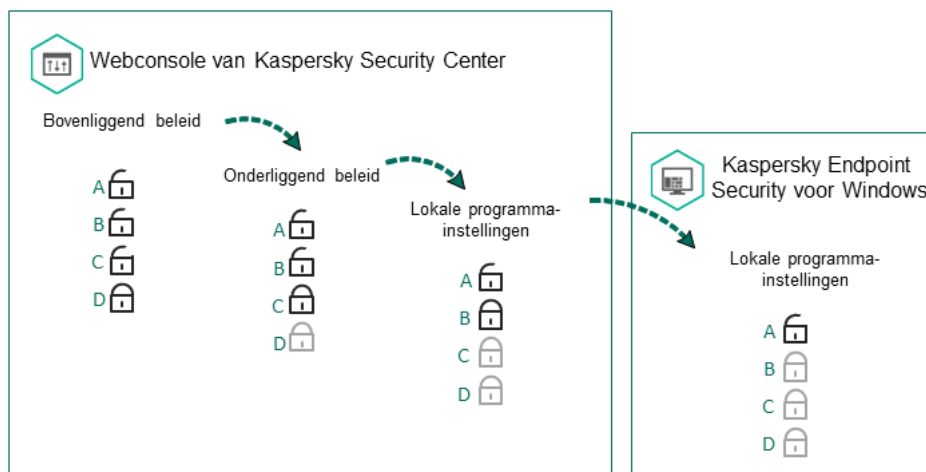 Webconsole van Kaspersky Security Center
Bovenliggend beleid
A
B
C
D
Onderliggend beleid
A
B
C
D
Lokale programma-
instellingen
A
B
C
D
Kaspersky Endpoint
Security voor Windows
Lokale programma-
instellingen
A
B
C
D